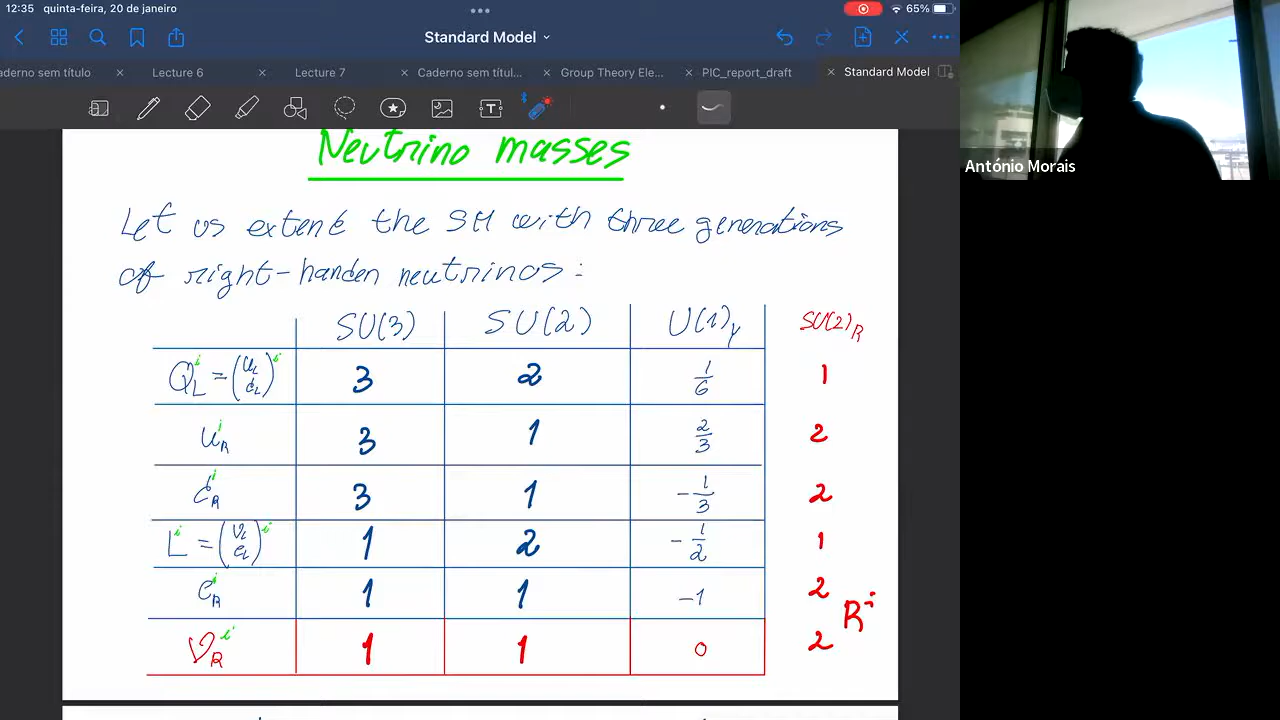 12:35 quinta-feira, 20 de janeiro
65%
Standard Model
aderno sem título × Lecture 6 × Lecture 7 × Caderno sem títul... × Group Theory Ele... × PIC_report_draft × Standard Model
António Morais
Neutrino masses
Let us extend the SM with three generations
of right-handen neutrinos:
SU(3) SU(2) U(1)_Y SU(2)_R
Q_L^i = (u_L d_L)^i 3 2 1/6 1
u_R^i 3 1 2/3 2
d_R^i 3 1 -1/3 2
L^i = (ν_L e_L)^i 1 2 -1/2 1
e_R^i 1 1 -1 2
R^i
ν_R^i 1 1 0 2